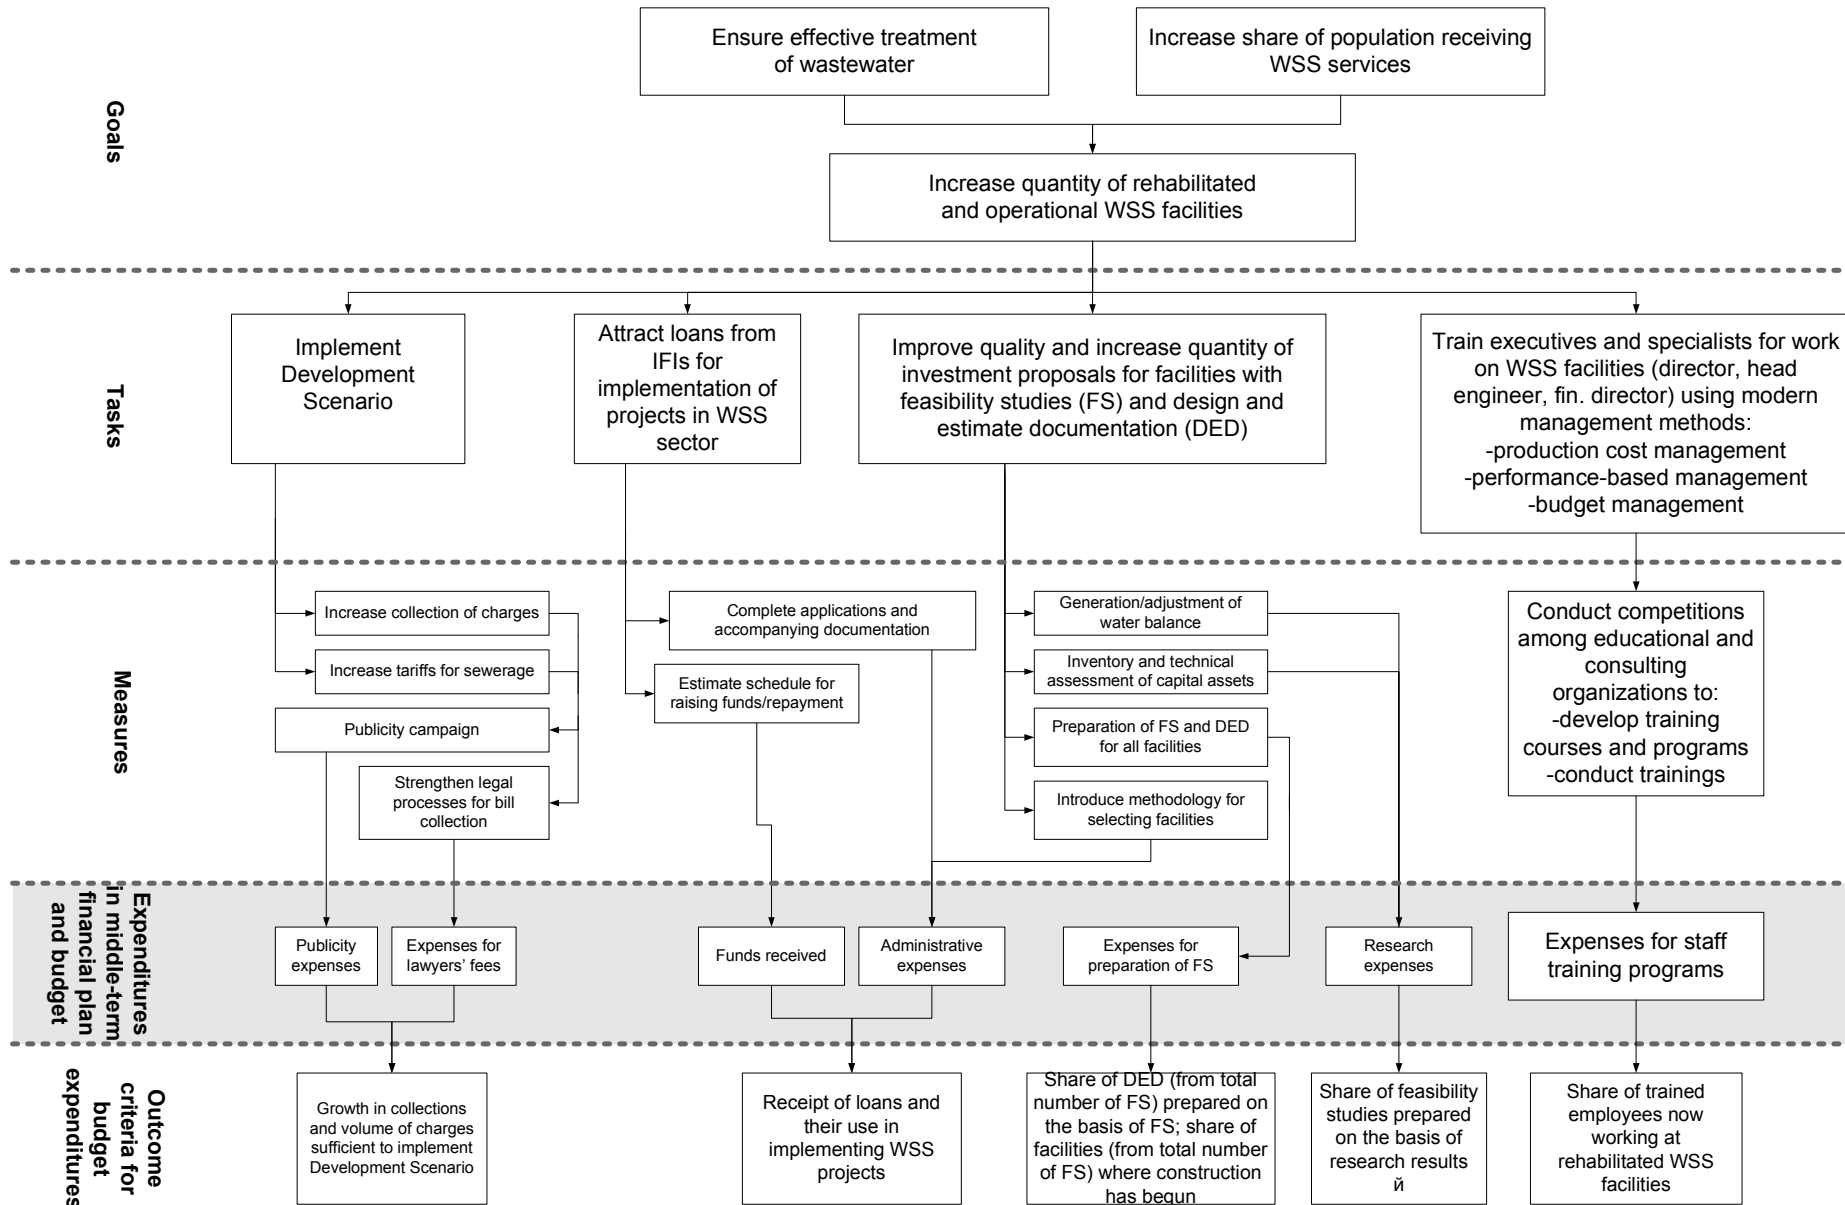 Goals
Ensure effective treatment
of wastewater
Increase share of population receiving
WSS services
Increase quantity of rehabilitated
and operational WSS facilities
Tasks
Implement
Development
Scenario
Attract loans from
IFIs for
implementation of
projects in WSS
sector
Improve quality and increase quantity of
investment proposals for facilities with
feasibility studies (FS) and design and
estimate documentation (DED)
Train executives and specialists for work
on WSS facilities (director, head
engineer, fin. director) using modern
management methods:
-production cost management
-performance-based management
-budget management
Measures
Increase collection of charges
Increase tariffs for sewerage
Publicity campaign
Strengthen legal
processes for bill
collection
Complete applications and
accompanying documentation
Estimate schedule for
raising funds/repayment
Generation/adjustment of
water balance
Inventory and technical
assessment of capital assets
Preparation of FS and DED
for all facilities
Introduce methodology for
selecting facilities
Conduct competitions
among educational and
consulting
organizations to:
-develop training
courses and programs
-conduct trainings
Expenditures
in middle-term
financial plan
and budget
Publicity
expenses
Expenses for
lawyers’ fees
Funds received
Administrative
expenses
Expenses for
preparation of FS
Research
expenses
Expenses for staff
training programs
Outcome
criteria for
budget
expenditures
Growth in collections
and volume of charges
sufficient to implement
Development Scenario
Receipt of loans and
their use in
implementing WSS
projects
Share of DED (from total
number of FS) prepared on
the basis of FS; share of
facilities (from total number
of FS) where construction
has begun
Share of feasibility
studies prepared
on the basis of
research results
й
Share of trained
employees now
working at
rehabilitated WSS
facilities